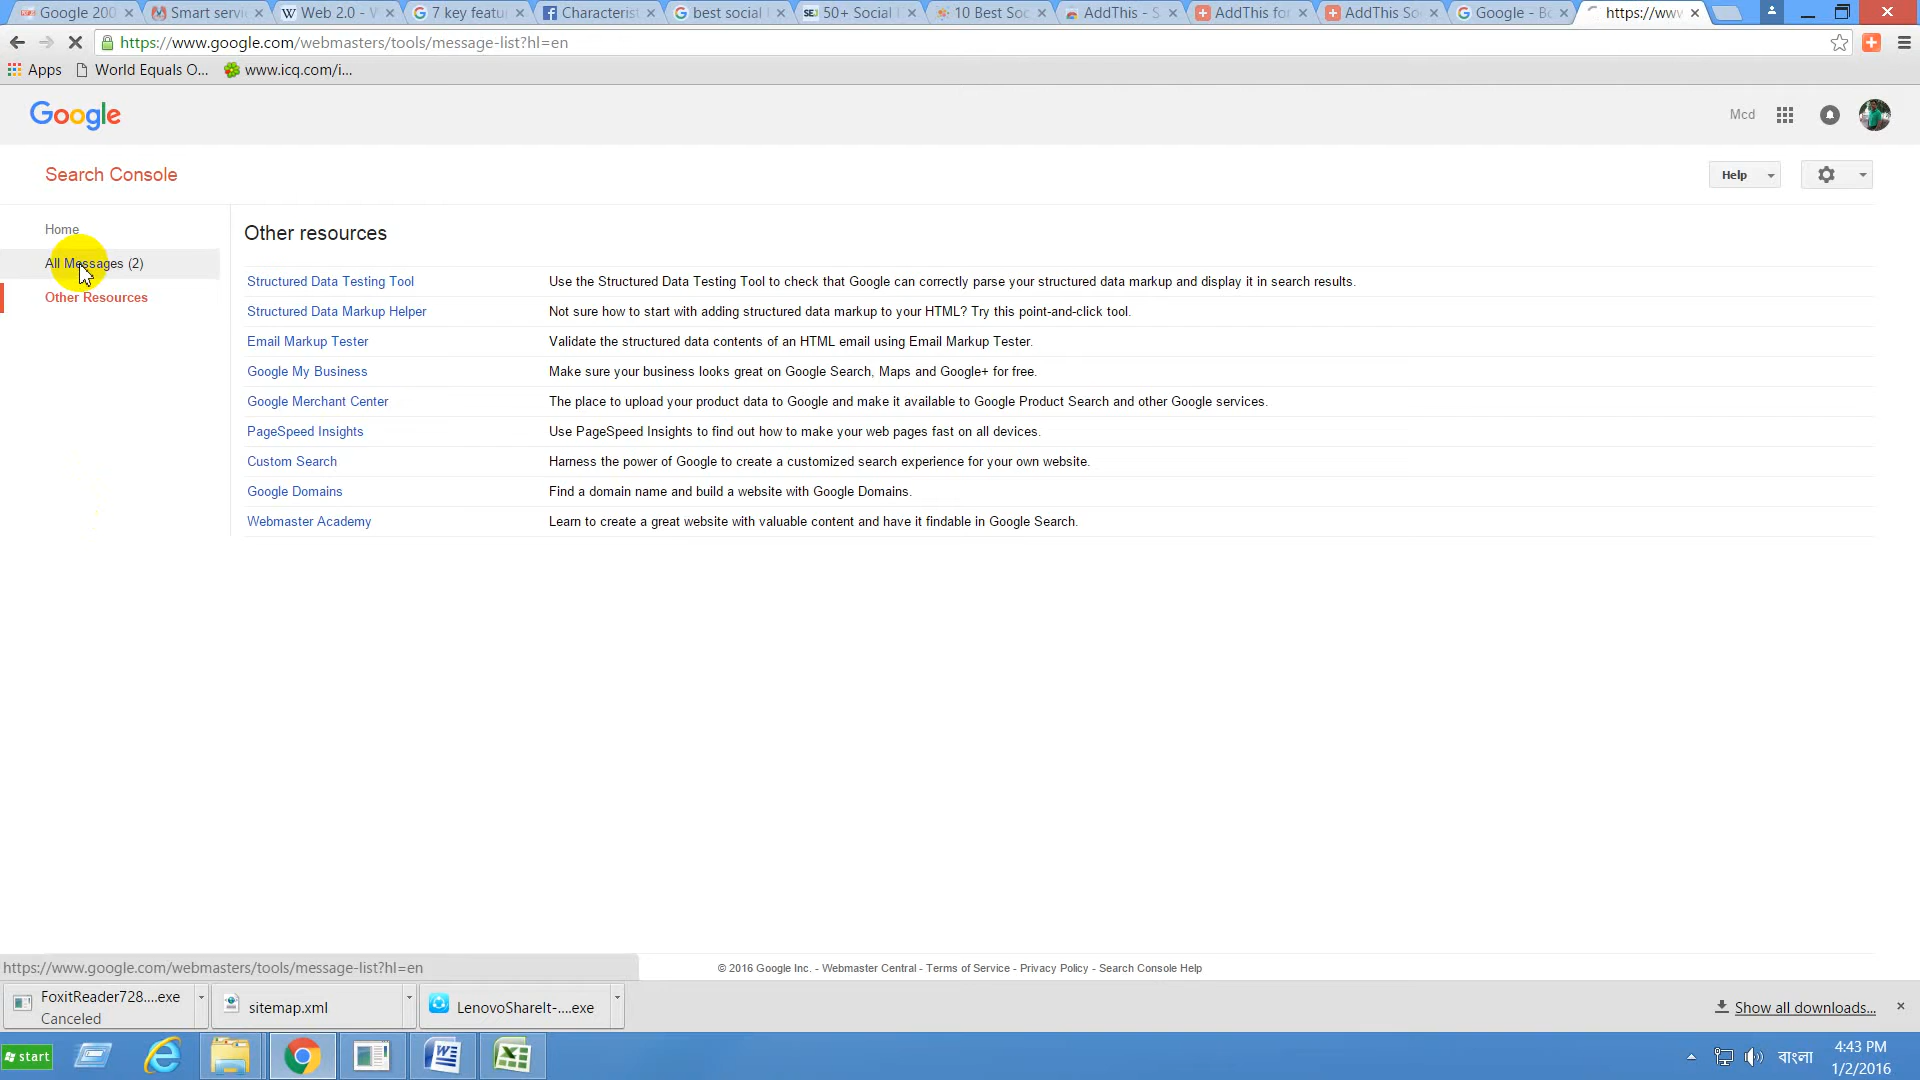 Google 200
Smart servi
Web 2.0 - W
7 key featu
Characterist
best social
50+ Social
10 Best Soc
AddThis - S
AddThis for
AddThis So
Google - Bo
https://www
https://www.google.com/webmasters/tools/message-list?hl=en
Apps
World Equals O...
www.icq.com/i...
Google
Mcd
Search Console
Help
Home
All Messages (2)
Other Resources
Other resources
Structured Data Testing Tool Use the Structured Data Testing Tool to check that Google can correctly parse your structured data markup and display it in search results.
Structured Data Markup Helper Not sure how to start with adding structured data markup to your HTML? Try this point-and-click tool.
Email Markup Tester Validate the structured data contents of an HTML email using Email Markup Tester.
Google My Business Make sure your business looks great on Google Search, Maps and Google+ for free.
Google Merchant Center The place to upload your product data to Google and make it available to Google Product Search and other Google services.
PageSpeed Insights Use PageSpeed Insights to find out how to make your web pages fast on all devices.
Custom Search Harness the power of Google to create a customized search experience for your own website.
Google Domains Find a domain name and build a website with Google Domains.
Webmaster Academy Learn to create a great website with valuable content and have it findable in Google Search.
https://www.google.com/webmasters/tools/message-list?hl=en
© 2016 Google Inc. - Webmaster Central - Terms of Service - Privacy Policy - Search Console Help
FoxitReader728....exe
Canceled
sitemap.xml
LenovoShareIt-....exe
Show all downloads...
start
বাংলা
4:43 PM
1/2/2016